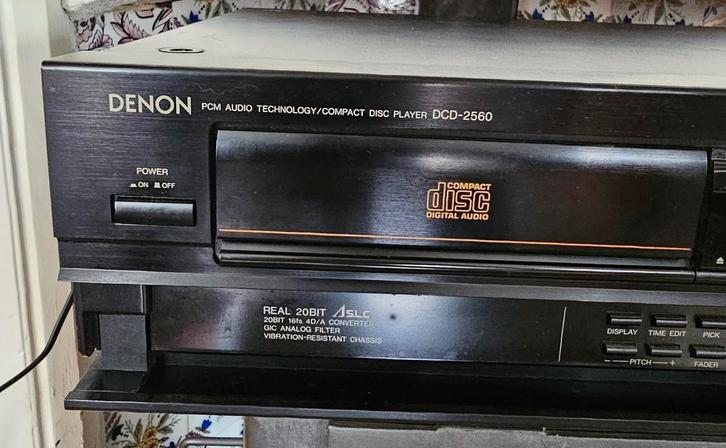 DENON PCM AUDIO TECHNOLOGY/COMPACT DISC PLAYER DCD-2560
POWER
ON OFF
COMPACT
disc
DIGITAL AUDIO
REAL 20BIT ΛS.L.C
20BIT 16fs 4D/A CONVERTER
GIC ANALOG FILTER
VIBRATION-RESISTANT CHASSIS
DISPLAY TIME EDIT PICK
- PITCH + FADER